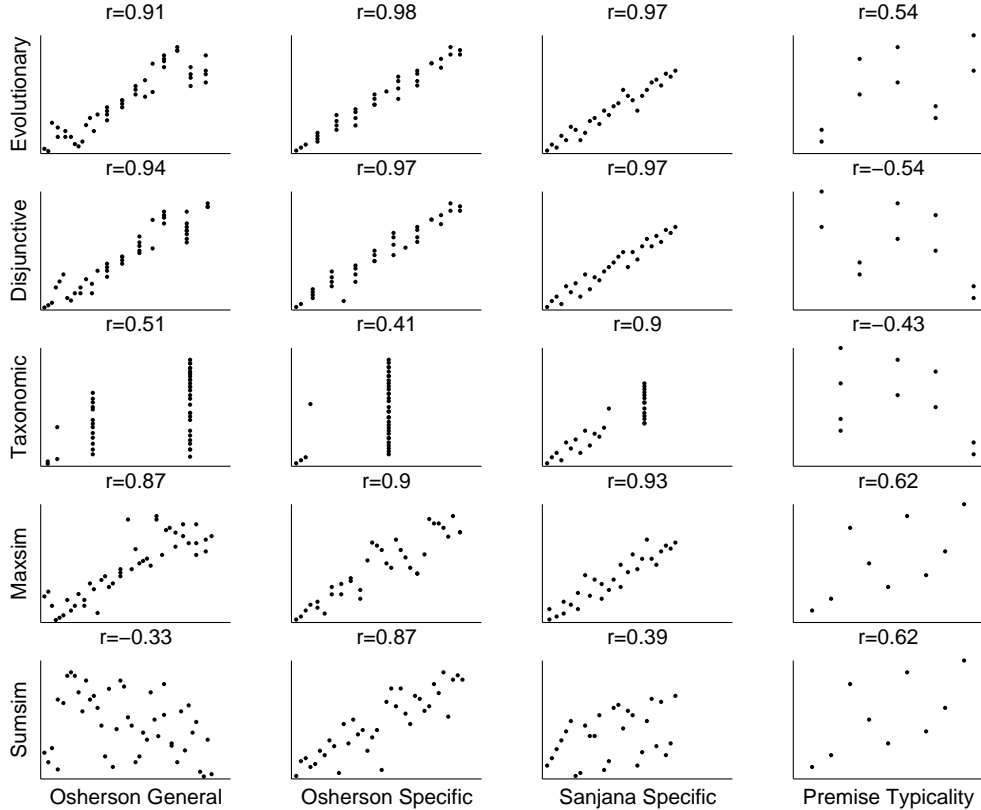 r=0.91 r=0.98 r=0.97 r=0.54
Evolutionary
r=0.94 r=0.97 r=0.97 r=−0.54
Disjunctive
r=0.51 r=0.41 r=0.9 r=−0.43
Taxonomic
r=0.87 r=0.9 r=0.93 r=0.62
Maxsim
r=−0.33 r=0.87 r=0.39 r=0.62
Sumsim
Osherson General Osherson Specific Sanjana Specific Premise Typicality